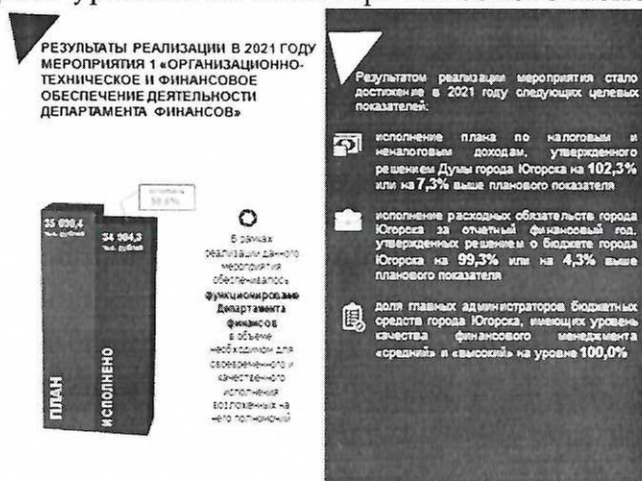 РЕЗУЛЬТАТЫ РЕАЛИЗАЦИИ В 2021 ГОДУ
МЕРОПРИЯТИЯ 1 «ОРГАНИЗАЦИОННО-
ТЕХНИЧЕСКОЕ И ФИНАНСОВОЕ
ОБЕСПЕЧЕНИЕ ДЕЯТЕЛЬНОСТИ
ДЕПАРТАМЕНТА ФИНАНСОВ»
35 698,4
тыс. рублей
34 984,3
тыс. рублей
ПЛАН
ИСПОЛНЕНО
В рамках
реализации данного
мероприятия
обеспечивалось
функционирование
Департамента
финансов
в объеме
необходимом для
своевременного и
качественного
исполнения
возложенных на
него полномочий
Результатом реализации мероприятия стало
достижение в 2021 году следующих целевых
показателей:
исполнение плана по налоговым и
неналоговым доходам, утвержденного
решением Думы города Югорска на 102,3%
или на 7,3% выше планового показателя
исполнение расходных обязательств города
Югорска за отчетный финансовый год,
утвержденных решением о бюджете города
Югорска на 99,3% или на 4,3% выше
планового показателя
доля главных администраторов бюджетных
средств города Югорска, имеющих уровень
качества финансового менеджмента
«средний» и «высокий» на уровне 100,0%